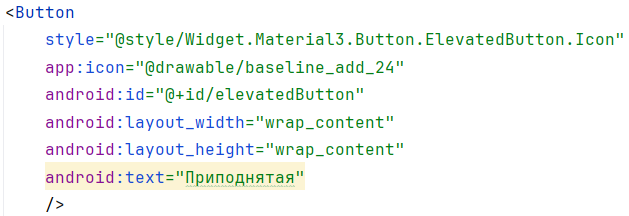 <Button
style="@style/Widget.Material3.Button.ElevatedButton.Icon"
app:icon="@drawable/baseline_add_24"
android:id="@+id/elevatedButton"
android:layout_width="wrap_content"
android:layout_height="wrap_content"
android:text="Приподнятая"
/>